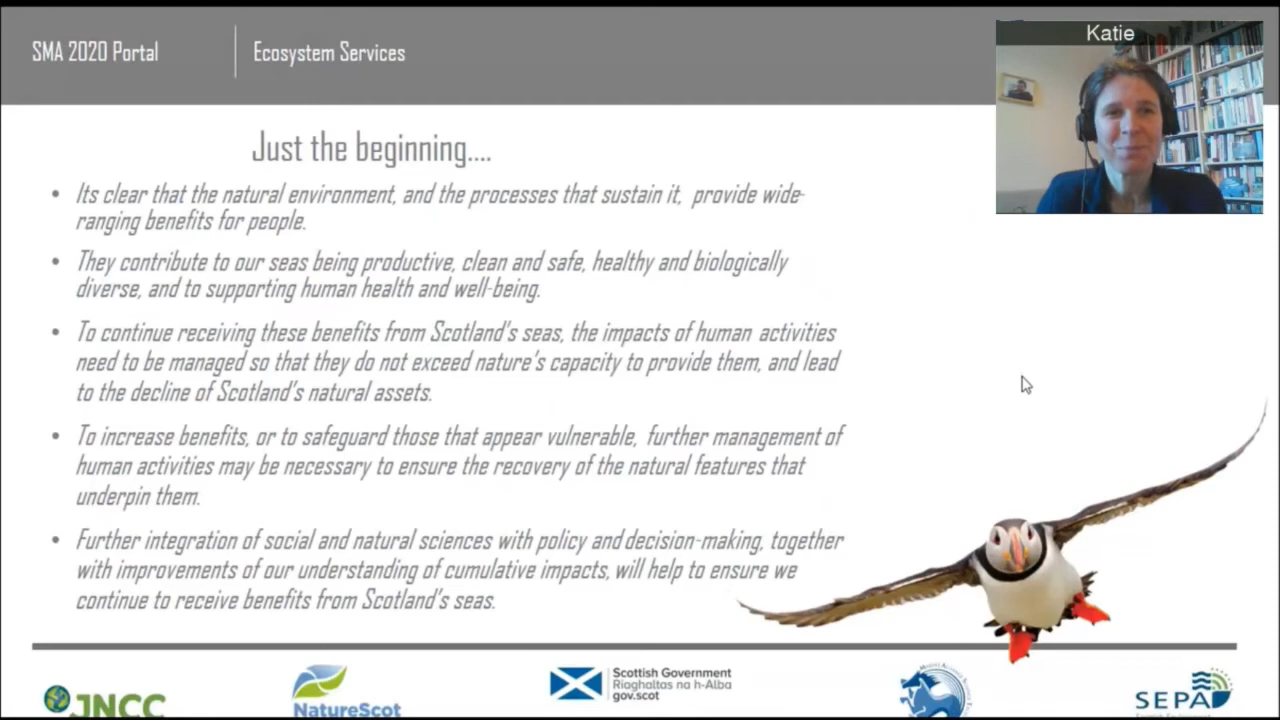 SMA 2020 Portal
Ecosystem Services
Katie
Just the beginning....
• Its clear that the natural environment, and the processes that sustain it, provide wide-
ranging benefits for people.
• They contribute to our seas being productive, clean and safe, healthy and biologically
diverse, and to supporting human health and well-being.
• To continue receiving these benefits from Scotland's seas, the impacts of human activities
need to be managed so that they do not exceed nature's capacity to provide them, and lead
to the decline of Scotland's natural assets.
• To increase benefits, or to safeguard those that appear vulnerable, further management of
human activities may be necessary to ensure the recovery of the natural features that
underpin them.
• Further integration of social and natural sciences with policy and decision-making, together
with improvements of our understanding of cumulative impacts, will help to ensure we
continue to receive benefits from Scotland's seas.
JNCC
NatureScot
Scottish Government
Riaghaltas na h-Alba
gov.scot
SEPA